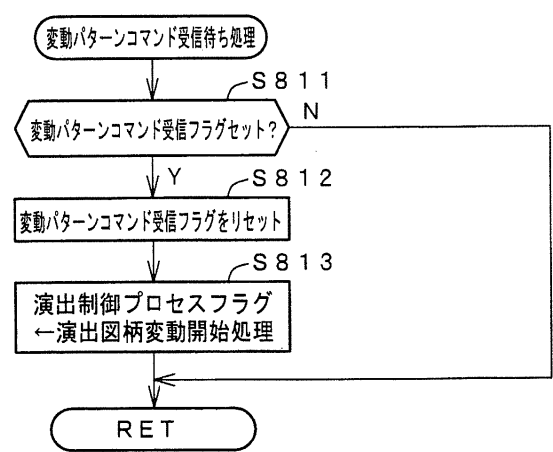 変動パターンコマンド受信待ち処理
S811
変動パターンコマンド受信フラグセット?
N
Y
S812
変動パターンコマンド受信フラグをリセット
S813
演出制御プロセスフラグ
←演出図柄変動開始処理
RET